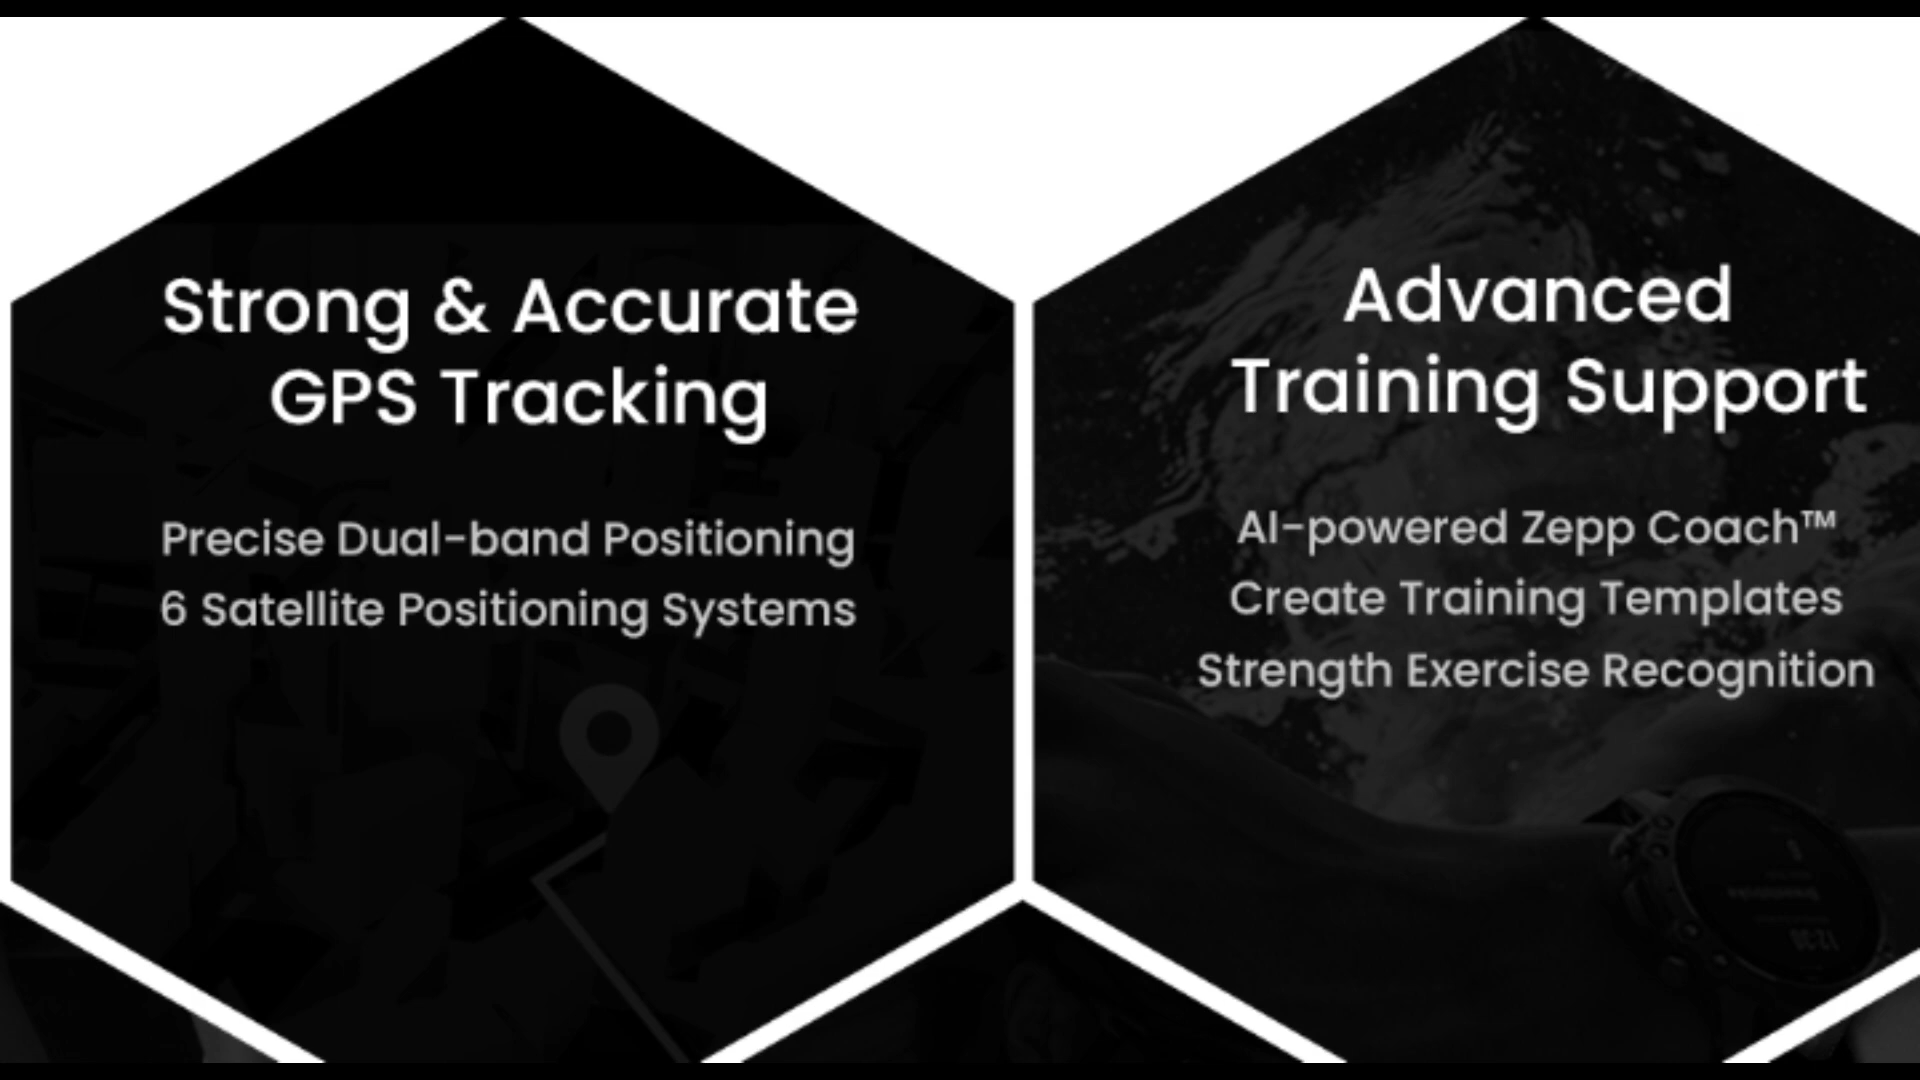 Strong & Accurate
GPS Tracking
Precise Dual-band Positioning
6 Satellite Positioning Systems
Advanced
Training Support
AI-powered Zepp Coach™
Create Training Templates
Strength Exercise Recognition